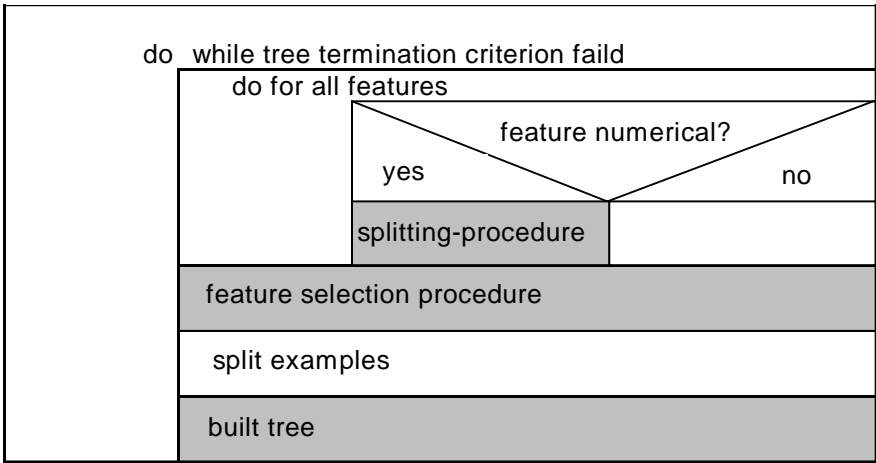 do while tree termination criterion faild
do for all features
feature numerical?
yes
no
splitting-procedure
feature selection procedure
split examples
built tree